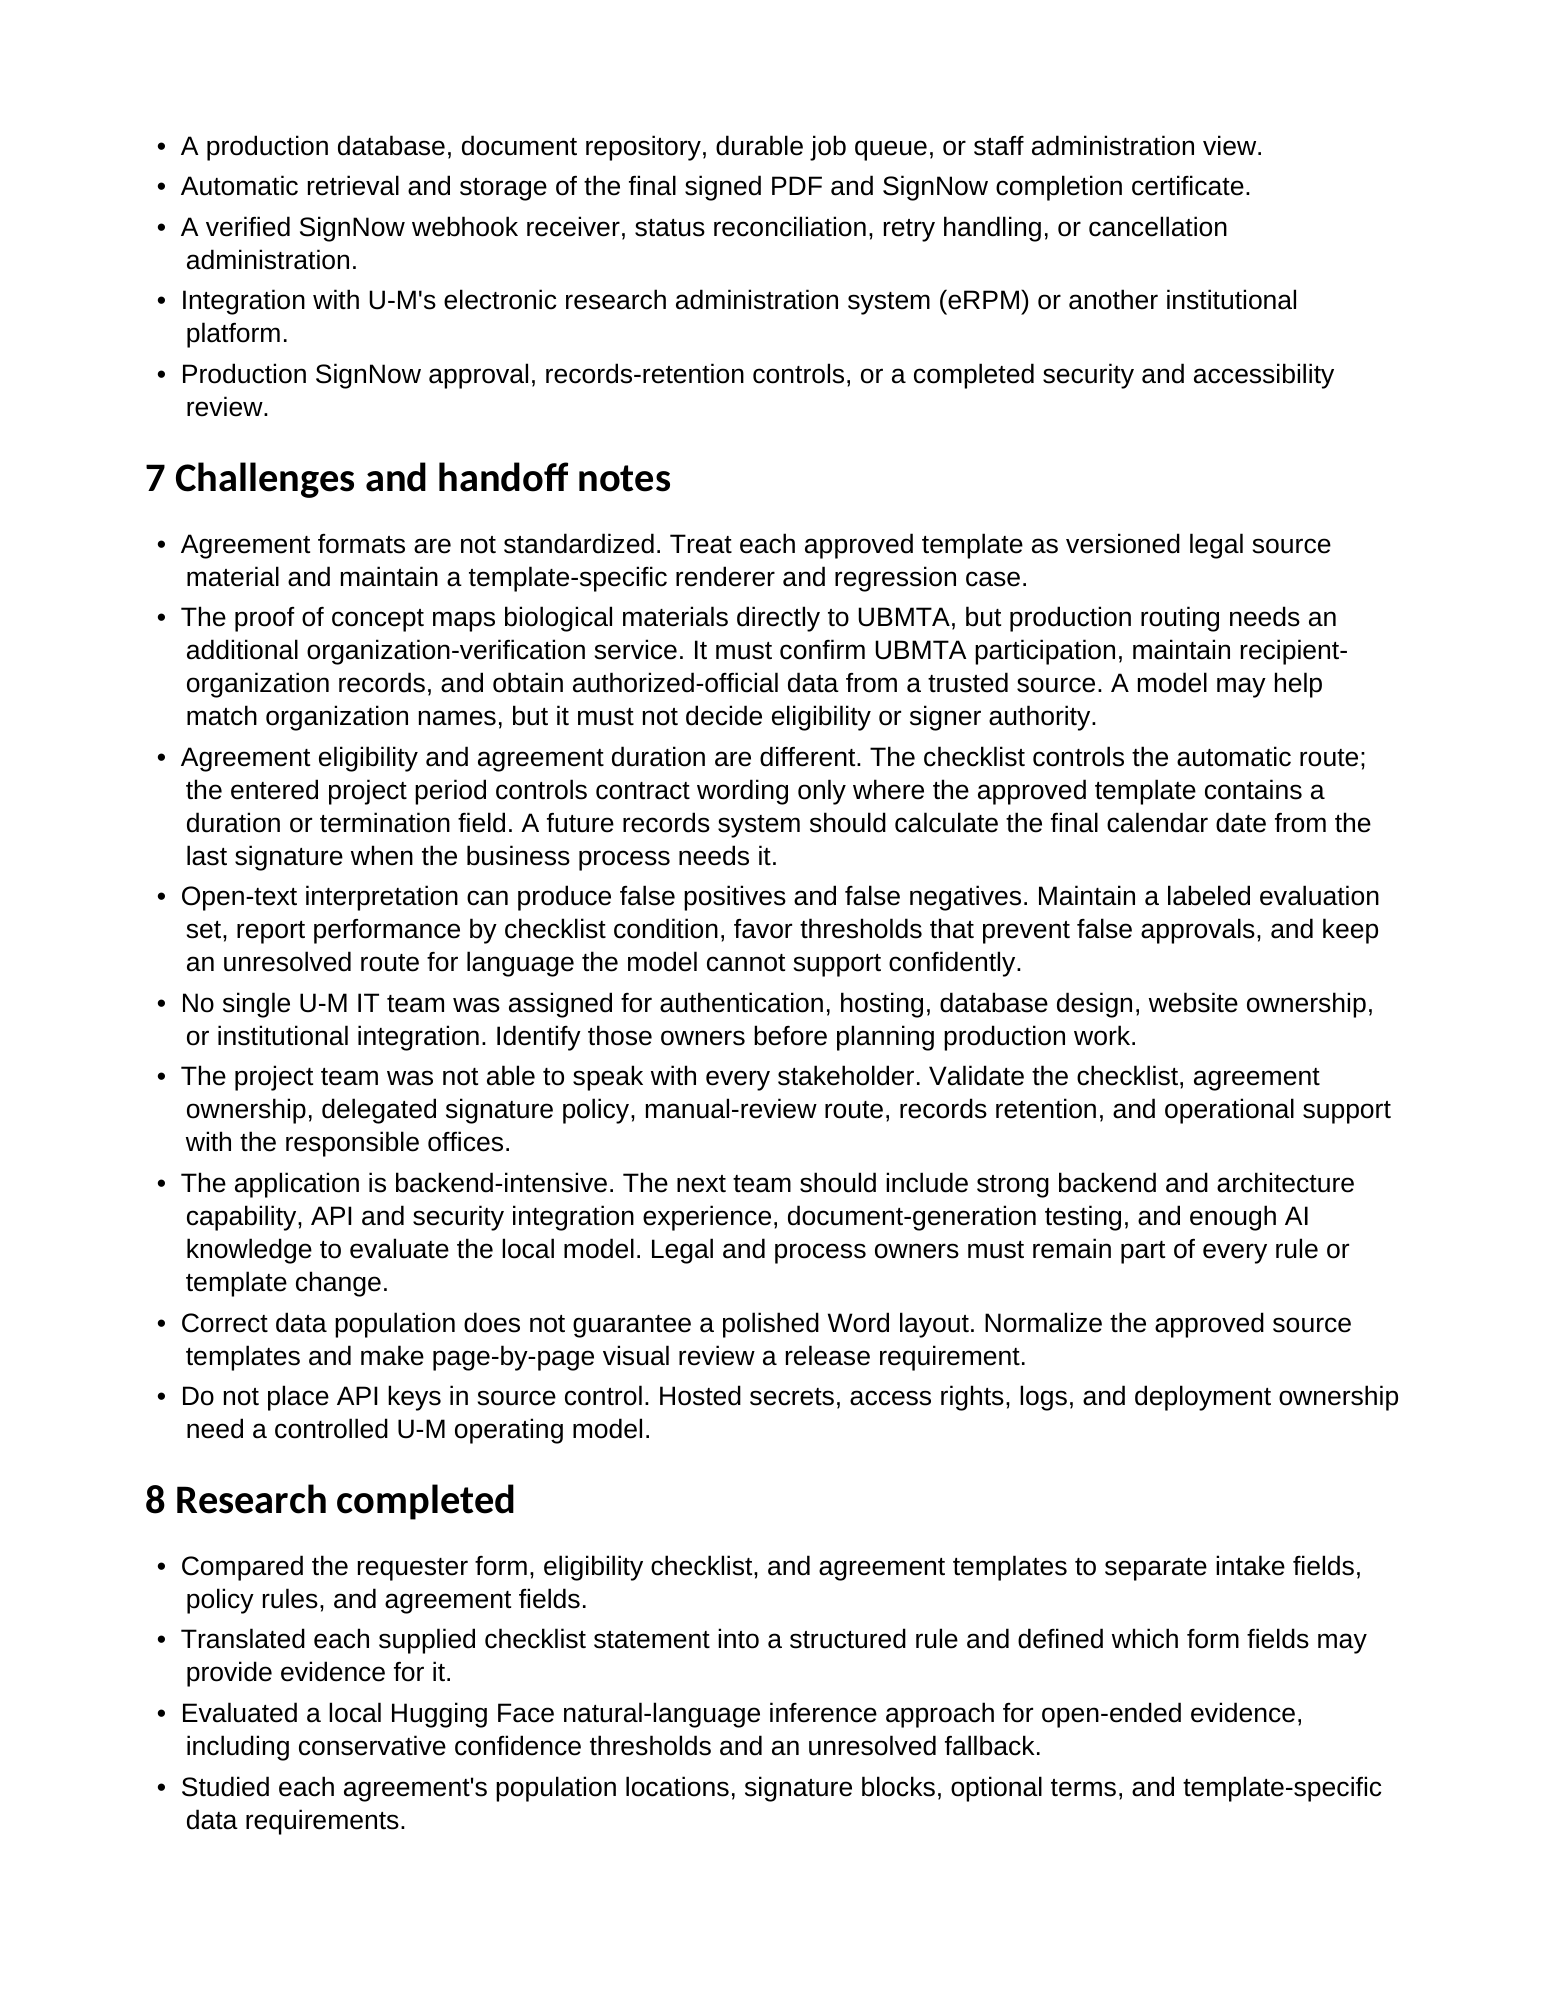 • A production database, document repository, durable job queue, or staff administration view.
• Automatic retrieval and storage of the final signed PDF and SignNow completion certificate.
• A verified SignNow webhook receiver, status reconciliation, retry handling, or cancellation
administration.
• Integration with U-M's electronic research administration system (eRPM) or another institutional
platform.
• Production SignNow approval, records-retention controls, or a completed security and accessibility
review.
7 Challenges and handoff notes
• Agreement formats are not standardized. Treat each approved template as versioned legal source
material and maintain a template-specific renderer and regression case.
• The proof of concept maps biological materials directly to UBMTA, but production routing needs an
additional organization-verification service. It must confirm UBMTA participation, maintain recipient-
organization records, and obtain authorized-official data from a trusted source. A model may help
match organization names, but it must not decide eligibility or signer authority.
• Agreement eligibility and agreement duration are different. The checklist controls the automatic route;
the entered project period controls contract wording only where the approved template contains a
duration or termination field. A future records system should calculate the final calendar date from the
last signature when the business process needs it.
• Open-text interpretation can produce false positives and false negatives. Maintain a labeled evaluation
set, report performance by checklist condition, favor thresholds that prevent false approvals, and keep
an unresolved route for language the model cannot support confidently.
• No single U-M IT team was assigned for authentication, hosting, database design, website ownership,
or institutional integration. Identify those owners before planning production work.
• The project team was not able to speak with every stakeholder. Validate the checklist, agreement
ownership, delegated signature policy, manual-review route, records retention, and operational support
with the responsible offices.
• The application is backend-intensive. The next team should include strong backend and architecture
capability, API and security integration experience, document-generation testing, and enough AI
knowledge to evaluate the local model. Legal and process owners must remain part of every rule or
template change.
• Correct data population does not guarantee a polished Word layout. Normalize the approved source
templates and make page-by-page visual review a release requirement.
• Do not place API keys in source control. Hosted secrets, access rights, logs, and deployment ownership
need a controlled U-M operating model.
8 Research completed
• Compared the requester form, eligibility checklist, and agreement templates to separate intake fields,
policy rules, and agreement fields.
• Translated each supplied checklist statement into a structured rule and defined which form fields may
provide evidence for it.
• Evaluated a local Hugging Face natural-language inference approach for open-ended evidence,
including conservative confidence thresholds and an unresolved fallback.
• Studied each agreement's population locations, signature blocks, optional terms, and template-specific
data requirements.